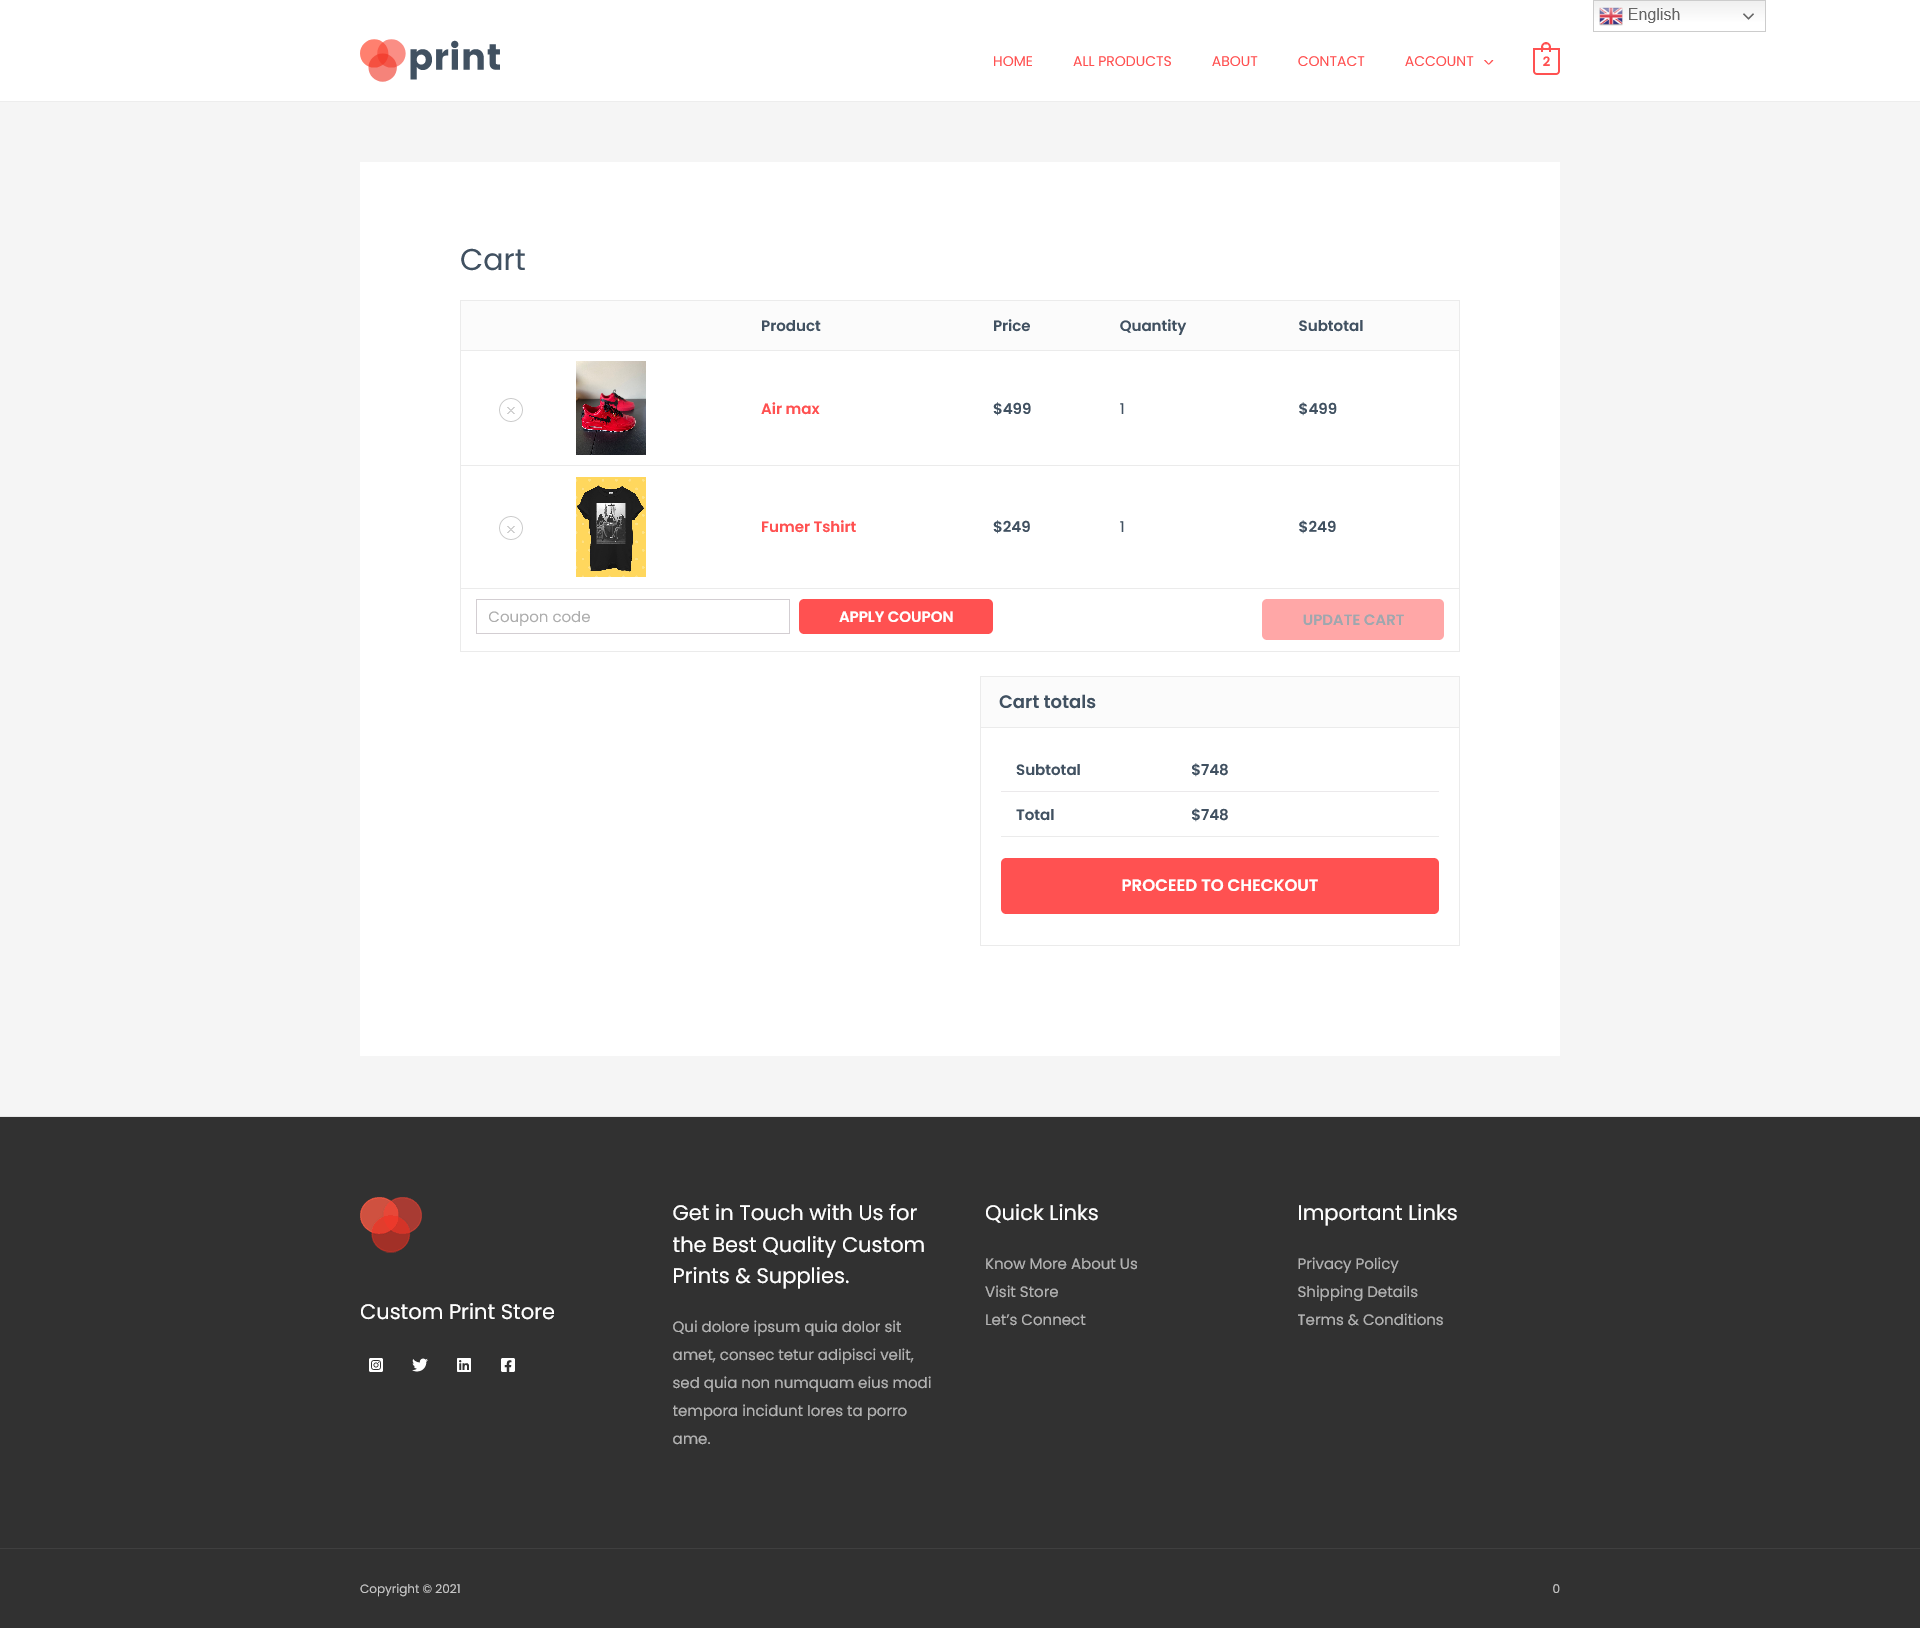 English
print
HOME
ALL PRODUCTS
ABOUT
CONTACT
ACCOUNT
2
Cart
Product
Price
Quantity
Subtotal
Air max
$499
1
$499
Fumer Tshirt
$249
1
$249
Coupon code
APPLY COUPON
UPDATE CART
Cart totals
Subtotal
$748
Total
$748
PROCEED TO CHECKOUT
Custom Print Store
Get in Touch with Us for
the Best Quality Custom
Prints & Supplies.
Qui dolore ipsum quia dolor sit
amet, consec tetur adipisci velit,
sed quia non numquam eius modi
tempora incidunt lores ta porro
ame.
Quick Links
Know More About Us
Visit Store
Let’s Connect
Important Links
Privacy Policy
Shipping Details
Terms & Conditions
Copyright © 2021
0